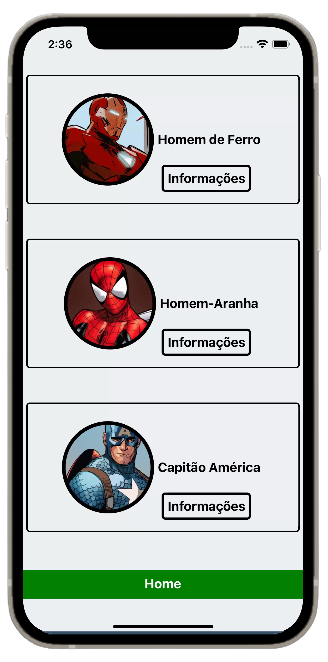 2:36
Homem de Ferro
Informações
Homem-Aranha
Informações
Capitão América
Informações
Home